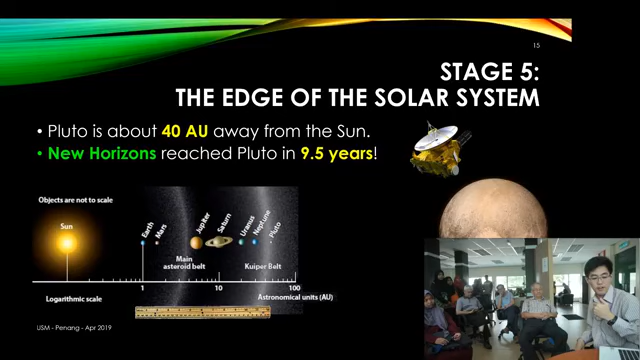 15
STAGE 5:
THE EDGE OF THE SOLAR SYSTEM
• Pluto is about 40 AU away from the Sun.
• New Horizons reached Pluto in 9.5 years!
Objects are not to scale
Sun
Earth
Mars
Jupiter
Saturn
Uranus
Neptune
Pluto
Main
asteroid belt
Kuiper Belt
1
10
100
Logarithmic scale
Astronomical units (AU)
USM - Penang - Apr 2019